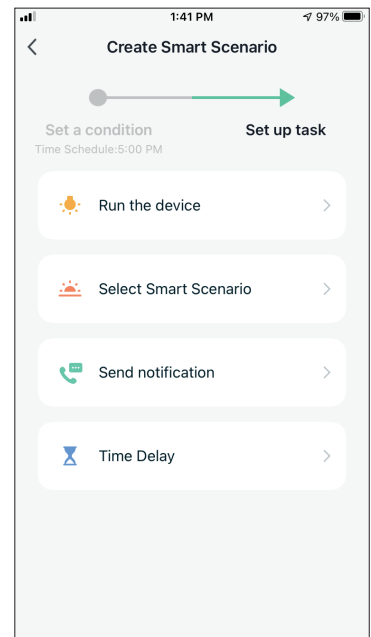 1:41 PM
97%
Create Smart Scenario
Set a condition
Set up task
Time Schedule:5:00 PM
Run the device
Select Smart Scenario
Send notification
Time Delay